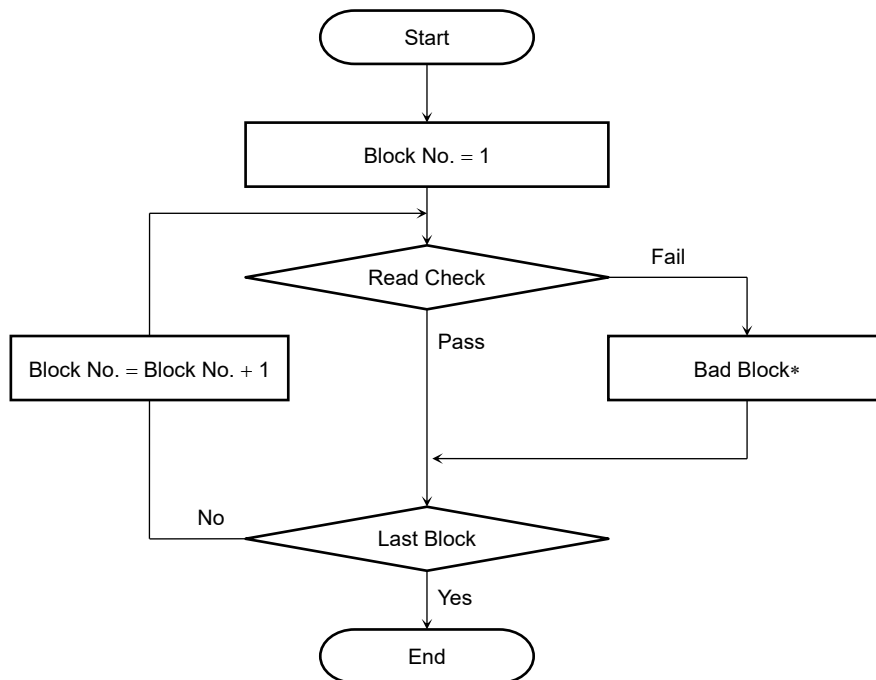 Start
Block No. = 1
Read Check
Fail
Pass
Block No. = Block No. + 1
Bad Block*
No
Last Block
Yes
End